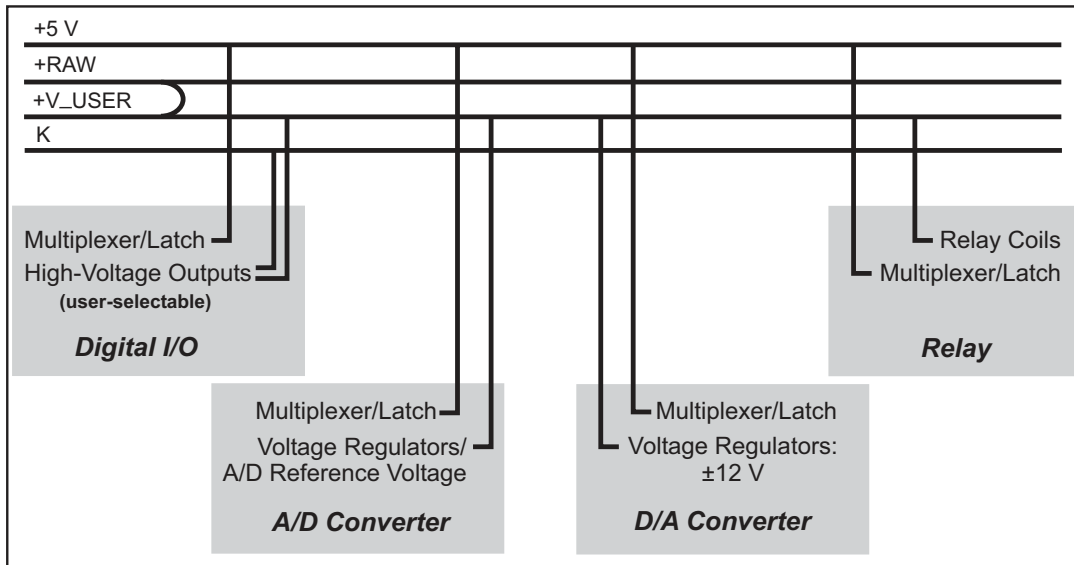 +5 V
+RAW
+V_USER
K
Multiplexer/Latch
High-Voltage Outputs
(user-selectable)
Digital I/O
Relay Coils
Multiplexer/Latch
Relay
Multiplexer/Latch
Voltage Regulators/
A/D Reference Voltage
A/D Converter
Multiplexer/Latch
Voltage Regulators:
±12 V
D/A Converter